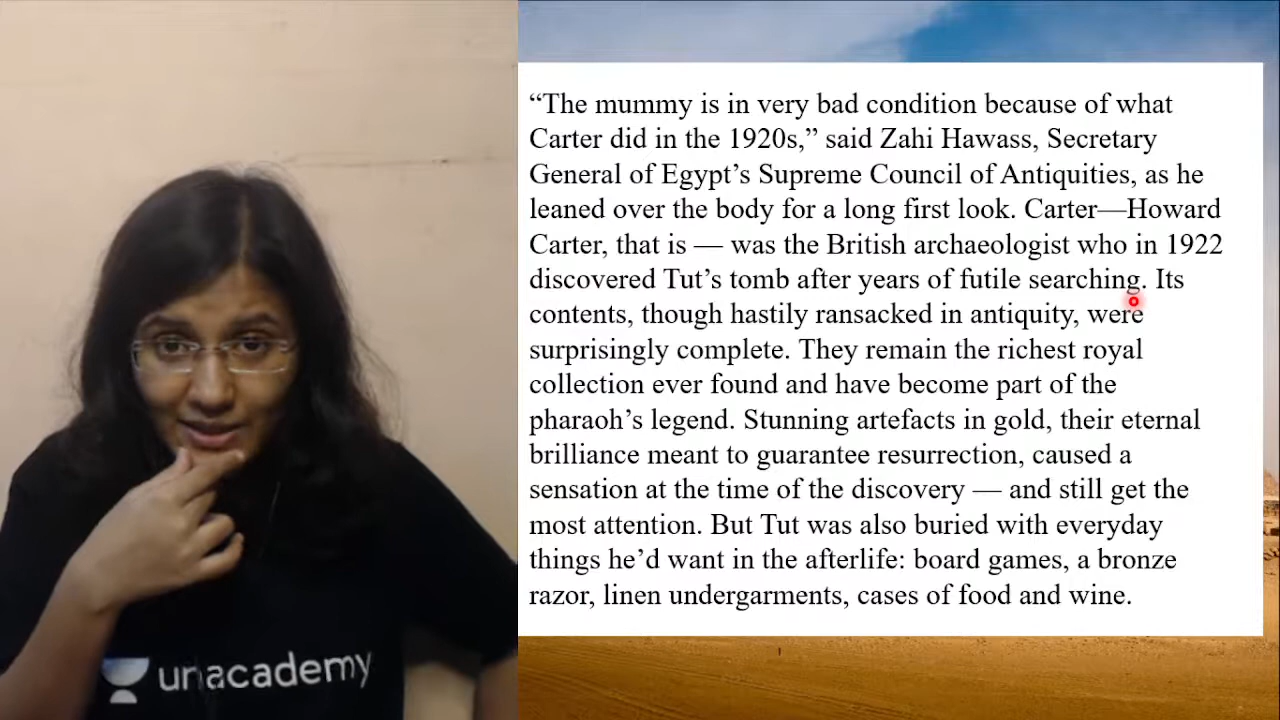 “The mummy is in very bad condition because of what
Carter did in the 1920s,” said Zahi Hawass, Secretary
General of Egypt’s Supreme Council of Antiquities, as he
leaned over the body for a long first look. Carter—Howard
Carter, that is — was the British archaeologist who in 1922
discovered Tut’s tomb after years of futile searching. Its
contents, though hastily ransacked in antiquity, were
surprisingly complete. They remain the richest royal
collection ever found and have become part of the
pharaoh’s legend. Stunning artefacts in gold, their eternal
brilliance meant to guarantee resurrection, caused a
sensation at the time of the discovery — and still get the
most attention. But Tut was also buried with everyday
things he’d want in the afterlife: board games, a bronze
razor, linen undergarments, cases of food and wine.
unacademy